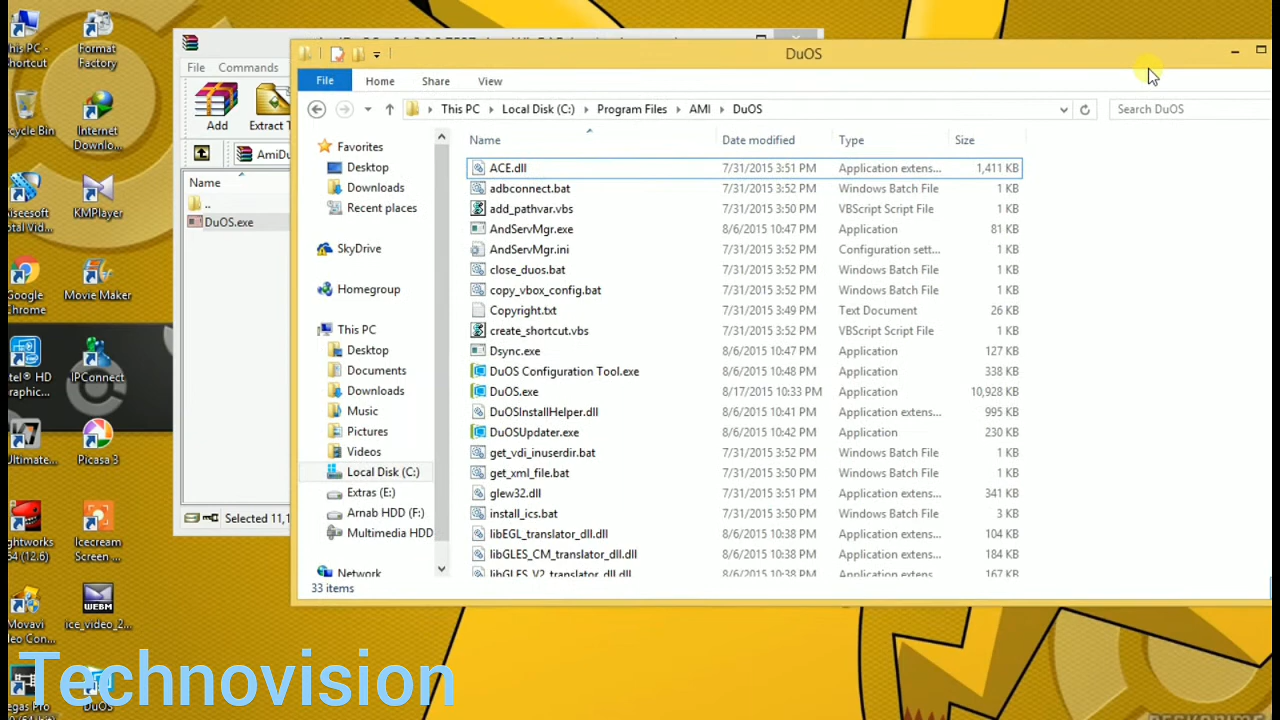 This PC -
Shortcut
Format
Factory
Recycle Bin
Internet
Downlo...
Aiseesoft
Total Vid...
KMPlayer
Google
Chrome
Movie Maker
Intel® HD
Graphic...
IPConnect
Ultimate...
Picasa 3
Lightworks
64 (12.6)
Icecream
Screen ...
Movavi
Video Con...
ice_video_2...
WEBM
Vegas Pro
DuOS
File Commands
Add
Extract T
AmiDu
Name
..
DuOS.exe
Selected 11,1
DuOS
File Home Share View
This PC Local Disk (C:) Program Files AMI DuOS
Search DuOS
Favorites
Desktop
Downloads
Recent places
SkyDrive
Homegroup
This PC
Desktop
Documents
Downloads
Music
Pictures
Videos
Local Disk (C:)
Extras (E:)
Arnab HDD (F:)
Multimedia HDD
Network
Name Date modified Type Size
ACE.dll 7/31/2015 3:51 PM Application extens... 1,411 KB
adbconnect.bat 7/31/2015 3:52 PM Windows Batch File 1 KB
add_pathvar.vbs 7/31/2015 3:50 PM VBScript Script File 1 KB
AndServMgr.exe 8/6/2015 10:47 PM Application 81 KB
AndServMgr.ini 7/31/2015 3:52 PM Configuration sett... 1 KB
close_duos.bat 7/31/2015 3:52 PM Windows Batch File 1 KB
copy_vbox_config.bat 7/31/2015 3:52 PM Windows Batch File 1 KB
Copyright.txt 7/31/2015 3:49 PM Text Document 26 KB
create_shortcut.vbs 7/31/2015 3:52 PM VBScript Script File 1 KB
Dsync.exe 8/6/2015 10:47 PM Application 127 KB
DuOS Configuration Tool.exe 8/6/2015 10:48 PM Application 338 KB
DuOS.exe 8/17/2015 10:33 PM Application 10,928 KB
DuOSInstallHelper.dll 8/6/2015 10:41 PM Application extens... 995 KB
DuOSUpdater.exe 8/6/2015 10:42 PM Application 230 KB
get_vdi_inuserdir.bat 7/31/2015 3:52 PM Windows Batch File 1 KB
get_xml_file.bat 7/31/2015 3:50 PM Windows Batch File 1 KB
glew32.dll 7/31/2015 3:51 PM Application extens... 341 KB
install_ics.bat 7/31/2015 3:52 PM Windows Batch File 3 KB
libEGL_translator_dll.dll 8/6/2015 10:38 PM Application extens... 104 KB
libGLES_CM_translator_dll.dll 8/6/2015 10:38 PM Application extens... 184 KB
libGLES_V2_translator_dll.dll 8/6/2015 10:38 PM Application extens... 167 KB
33 items
Technovision